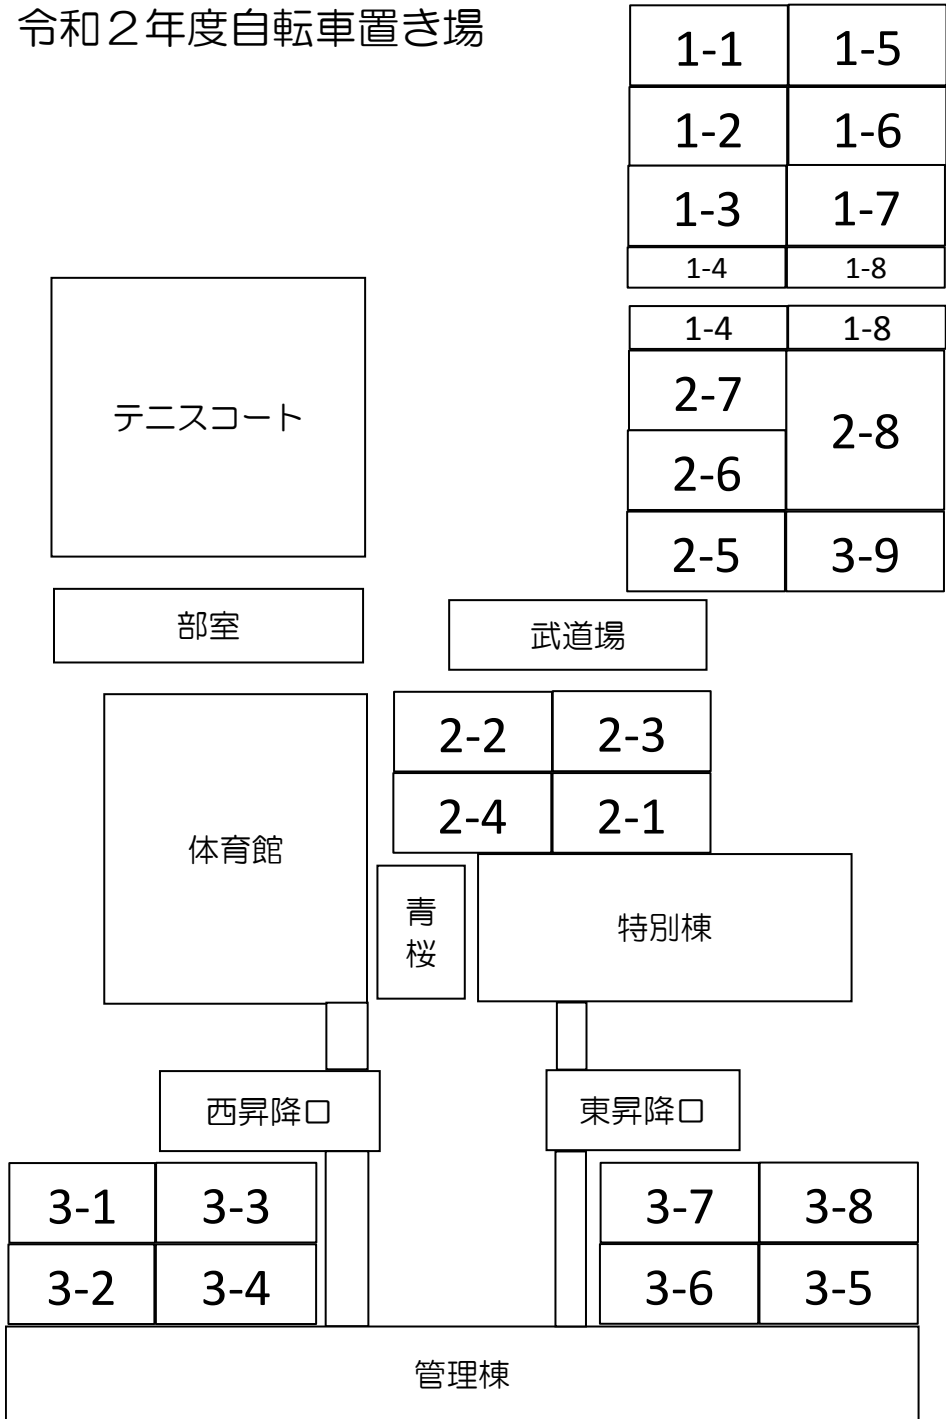 令和２年度自転車置き場
1-1 1-5
1-2 1-6
1-3 1-7
1-4 1-8
1-4 1-8
2-7
2-8
2-6
2-5 3-9
テニスコート
部室
武道場
2-2 2-3
2-4 2-1
体育館
青
桜
特別棟
西昇降口
東昇降口
3-1 3-3
3-2 3-4
3-7 3-8
3-6 3-5
管理棟